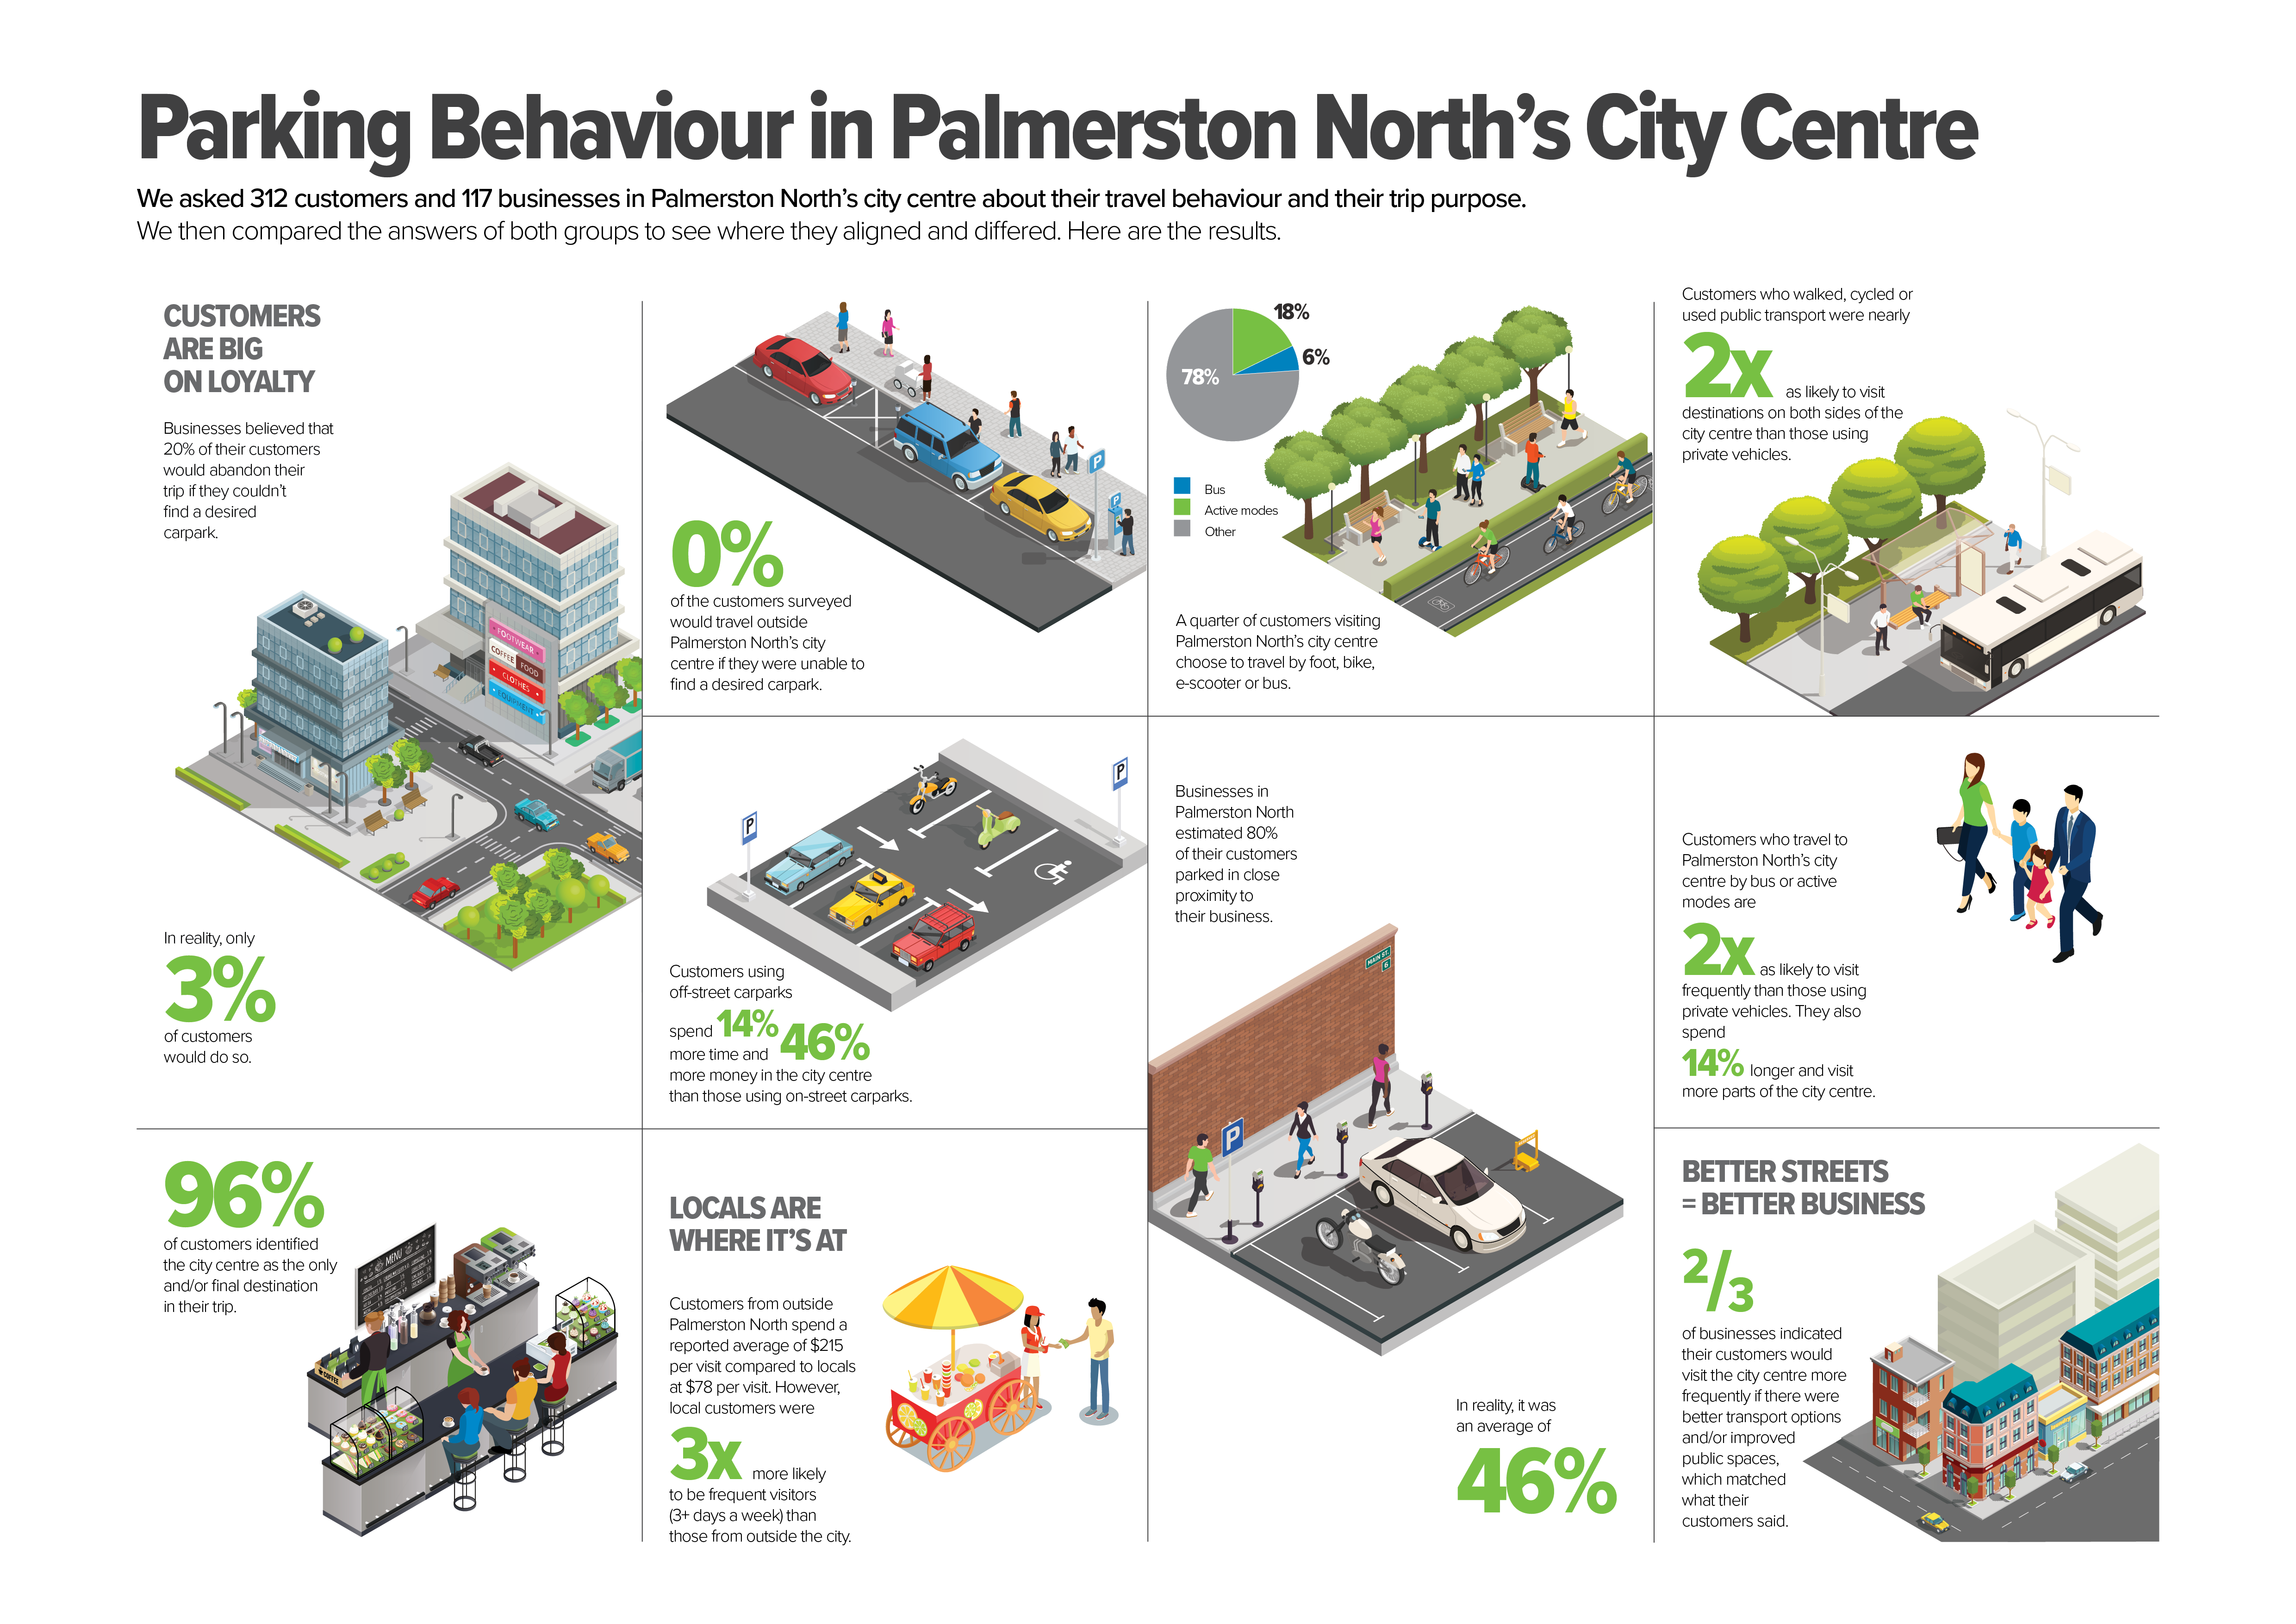 Parking Behaviour in Palmerston North's City Centre
We asked 312 customers and 117 businesses in Palmerston North's city centre about their travel behaviour and their trip purpose.
We then compared the answers of both groups to see where they aligned and differed. Here are the results.
CUSTOMERS
ARE BIG
ON LOYALTY
Businesses believed that
20% of their customers
would abandon their
trip if they couldn't
find a desired
carpark.
FOOTWEAR
COFFEE
FOOD
CLOTHES
EQUIPMENT
In reality, only
3%
of customers
would do so.
P
P
0%
of the customers surveyed
would travel outside
Palmerston North's city
centre if they were unable to
find a desired carpark.
18%
6%
78%
Bus
Active modes
Other
A quarter of customers visiting
Palmerston North's city centre
choose to travel by foot, bike,
e-scooter or bus.
Customers who walked, cycled or
used public transport were nearly
2x as likely to visit
destinations on both sides of the
city centre than those using
private vehicles.
P
P
Customers using
off-street carparks
spend 14% 46%
more time and
more money in the city centre
than those using on-street carparks.
Businesses in
Palmerston North
estimated 80%
of their customers
parked in close
proximity to
their business.
MAIN ST.
6
P
In reality, it was
an average of
46%
Customers who travel to
Palmerston North's city
centre by bus or active
modes are
2x as likely to visit
frequently than those using
private vehicles. They also
spend
14% longer and visit
more parts of the city centre.
96%
of customers identified
the city centre as the only
and/or final destination
in their trip.
MENU
COFFEE
LOCALS ARE
WHERE IT'S AT
Customers from outside
Palmerston North spend a
reported average of $215
per visit compared to locals
at $78 per visit. However,
local customers were
3x more likely
to be frequent visitors
(3+ days a week) than
those from outside the city.
BETTER STREETS
= BETTER BUSINESS
2/3
of businesses indicated
their customers would
visit the city centre more
frequently if there were
better transport options
and/or improved
public spaces,
which matched
what their
customers said.